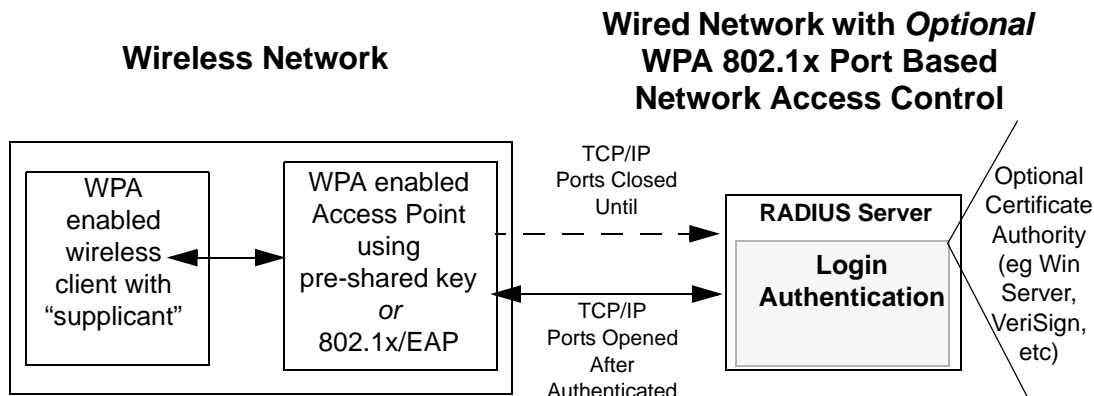 Wireless Network
Wired Network with Optional
WPA 802.1x Port Based
Network Access Control
WPA
enabled
wireless
client with
“supplicant”
WPA enabled
Access Point
using
pre-shared key
or
802.1x/EAP
TCP/IP
Ports Closed
Until
TCP/IP
Ports Opened
After
Authenticated
RADIUS Server
Login
Authentication
Optional
Certificate
Authority
(eg Win
Server,
VeriSign,
etc)